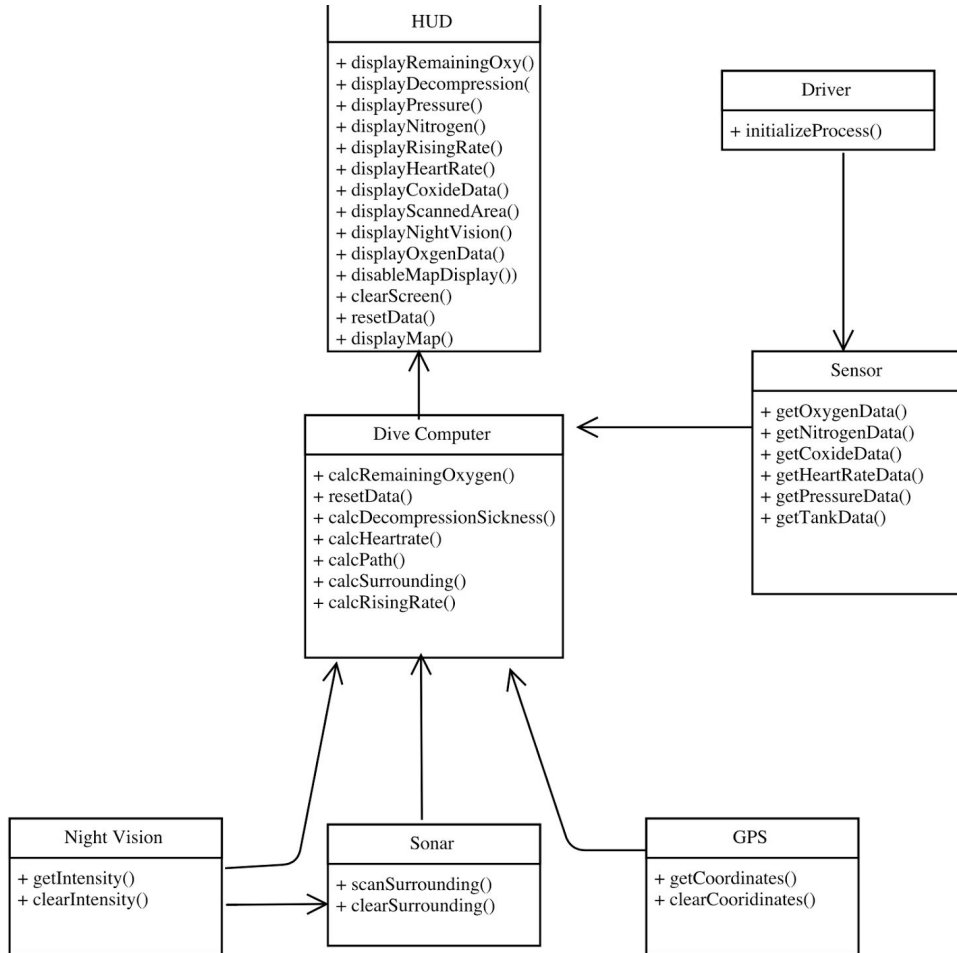 HUD
+ displayRemainingOxy()
+ displayDecompression(
+ displayPressure()
+ displayNitrogen()
+ displayRisingRate()
+ displayHeartRate()
+ displayCoxideData()
+ displayScannedArea()
+ displayNightVision()
+ displayOxgenData()
+ disableMapDisplay())
+ clearScreen()
+ resetData()
+ displayMap()
Driver
+ initializeProcess()
Sensor
+ getOxygenData()
+ getNitrogenData()
+ getCoxideData()
+ getHeartRateData()
+ getPressureData()
+ getTankData()
Dive Computer
+ calcRemainingOxygen()
+ resetData()
+ calcDecompressionSickness()
+ calcHeartrate()
+ calcPath()
+ calcSurrounding()
+ calcRisingRate()
Night Vision
+ getIntensity()
+ clearIntensity()
Sonar
+ scanSurrounding()
+ clearSurrounding()
GPS
+ getCoordinates()
+ clearCooridinates()